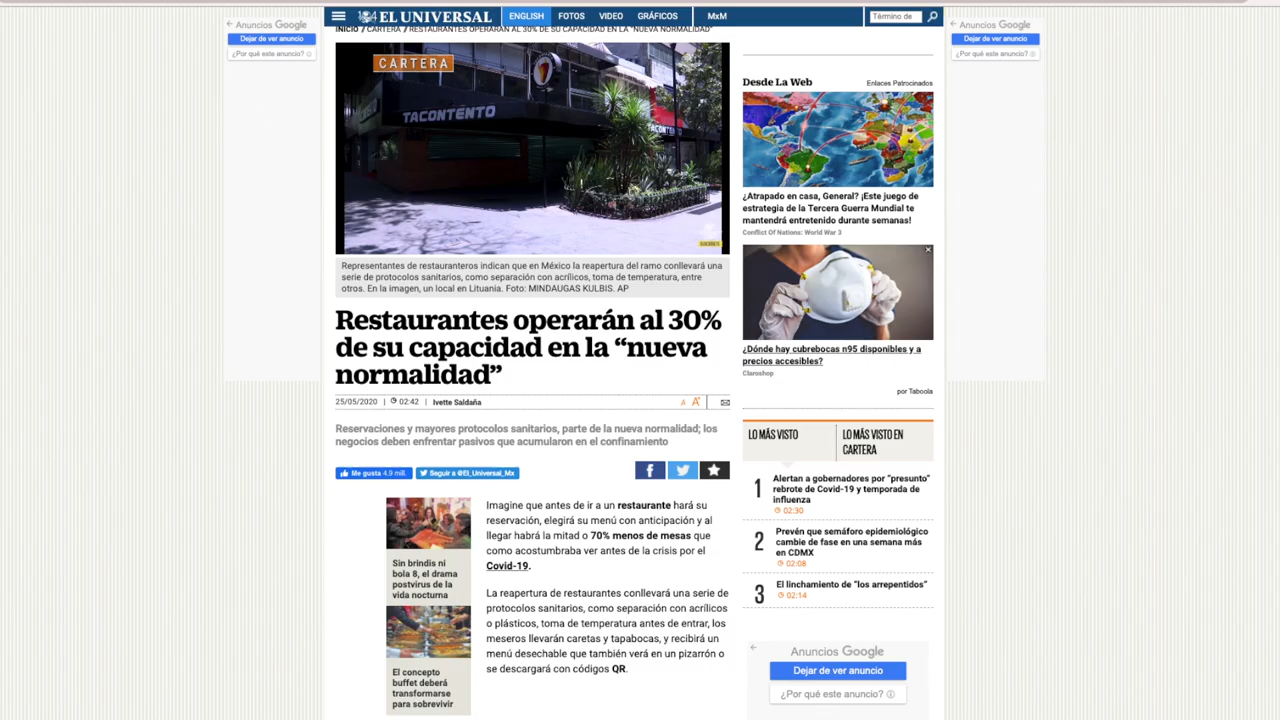 EL UNIVERSAL
ENGLISH
FOTOS
VIDEO
GRÁFICOS
MxM
Término de
INICIO / CARTERA / RESTAURANTES OPERARÁN AL 30% DE SU CAPACIDAD EN LA "NUEVA NORMALIDAD"
Anuncios Google
Dejar de ver anuncio
¿Por qué este anuncio?
CARTERA
TACONTENTO
TACONTENTO
Representantes de restauranteros indican que en México la reapertura del ramo conllevará una
serie de protocolos sanitarios, como separación con acrílicos, toma de temperatura, entre
otros. En la imagen, un local en Lituania. Foto: MINDAUGAS KULBIS. AP
Restaurantes operarán al 30%
de su capacidad en la “nueva
normalidad”
25/05/2020 | 02:42 | Ivette Saldaña
A A+
Reservaciones y mayores protocolos sanitarios, parte de la nueva normalidad; los
negocios deben enfrentar pasivos que acumularon en el confinamiento
Me gusta 4,9 mill.
Seguir a @El_Universal_Mx
Sin brindis ni
bola 8, el drama
postvirus de la
vida nocturna
El concepto
buffet deberá
transformarse
para sobrevivir
Imagine que antes de ir a un restaurante hará su
reservación, elegirá su menú con anticipación y al
llegar habrá la mitad o 70% menos de mesas que
como acostumbraba ver antes de la crisis por el
Covid-19.
La reapertura de restaurantes conllevará una serie de
protocolos sanitarios, como separación con acrílicos
o plásticos, toma de temperatura antes de entrar, los
meseros llevarán caretas y tapabocas, y recibirá un
menú desechable que también verá en un pizarrón o
se descargará con códigos QR.
Desde La Web
Enlaces Patrocinados
¿Atrapado en casa, General? ¡Este juego de
estrategia de la Tercera Guerra Mundial te
mantendrá entretenido durante semanas!
Conflict Of Nations: World War 3
¿Dónde hay cubrebocas n95 disponibles y a
precios accesibles?
Claroshop
por Taboola
LO MÁS VISTO
LO MÁS VISTO EN
CARTERA
1
Alertan a gobernadores por “presunto”
rebrote de Covid-19 y temporada de
influenza
02:30
2
Prevén que semáforo epidemiológico
cambie de fase en una semana más
en CDMX
02:08
3
El linchamiento de “los arrepentidos”
02:14
Anuncios Google
Dejar de ver anuncio
¿Por qué este anuncio?
Anuncios Google
Dejar de ver anuncio
¿Por qué este anuncio?